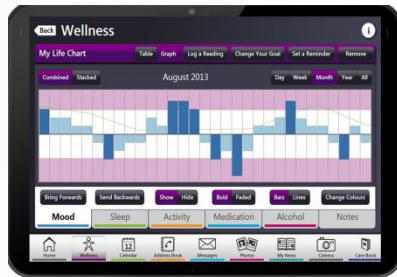 Back Wellness i
My Life Chart Table Graph Log a Reading Change Your Goal Set a Reminder Remove
Combined Stacked August 2013 Day Week Month Year All
Bring Forwards Send Backwards Show Hide Bold Faded Bars Lines Change Colours
Mood Sleep Activity Medication Alcohol Notes
12
Home Wellness Calendar Address Book Messages Photos My News Camera Care Book